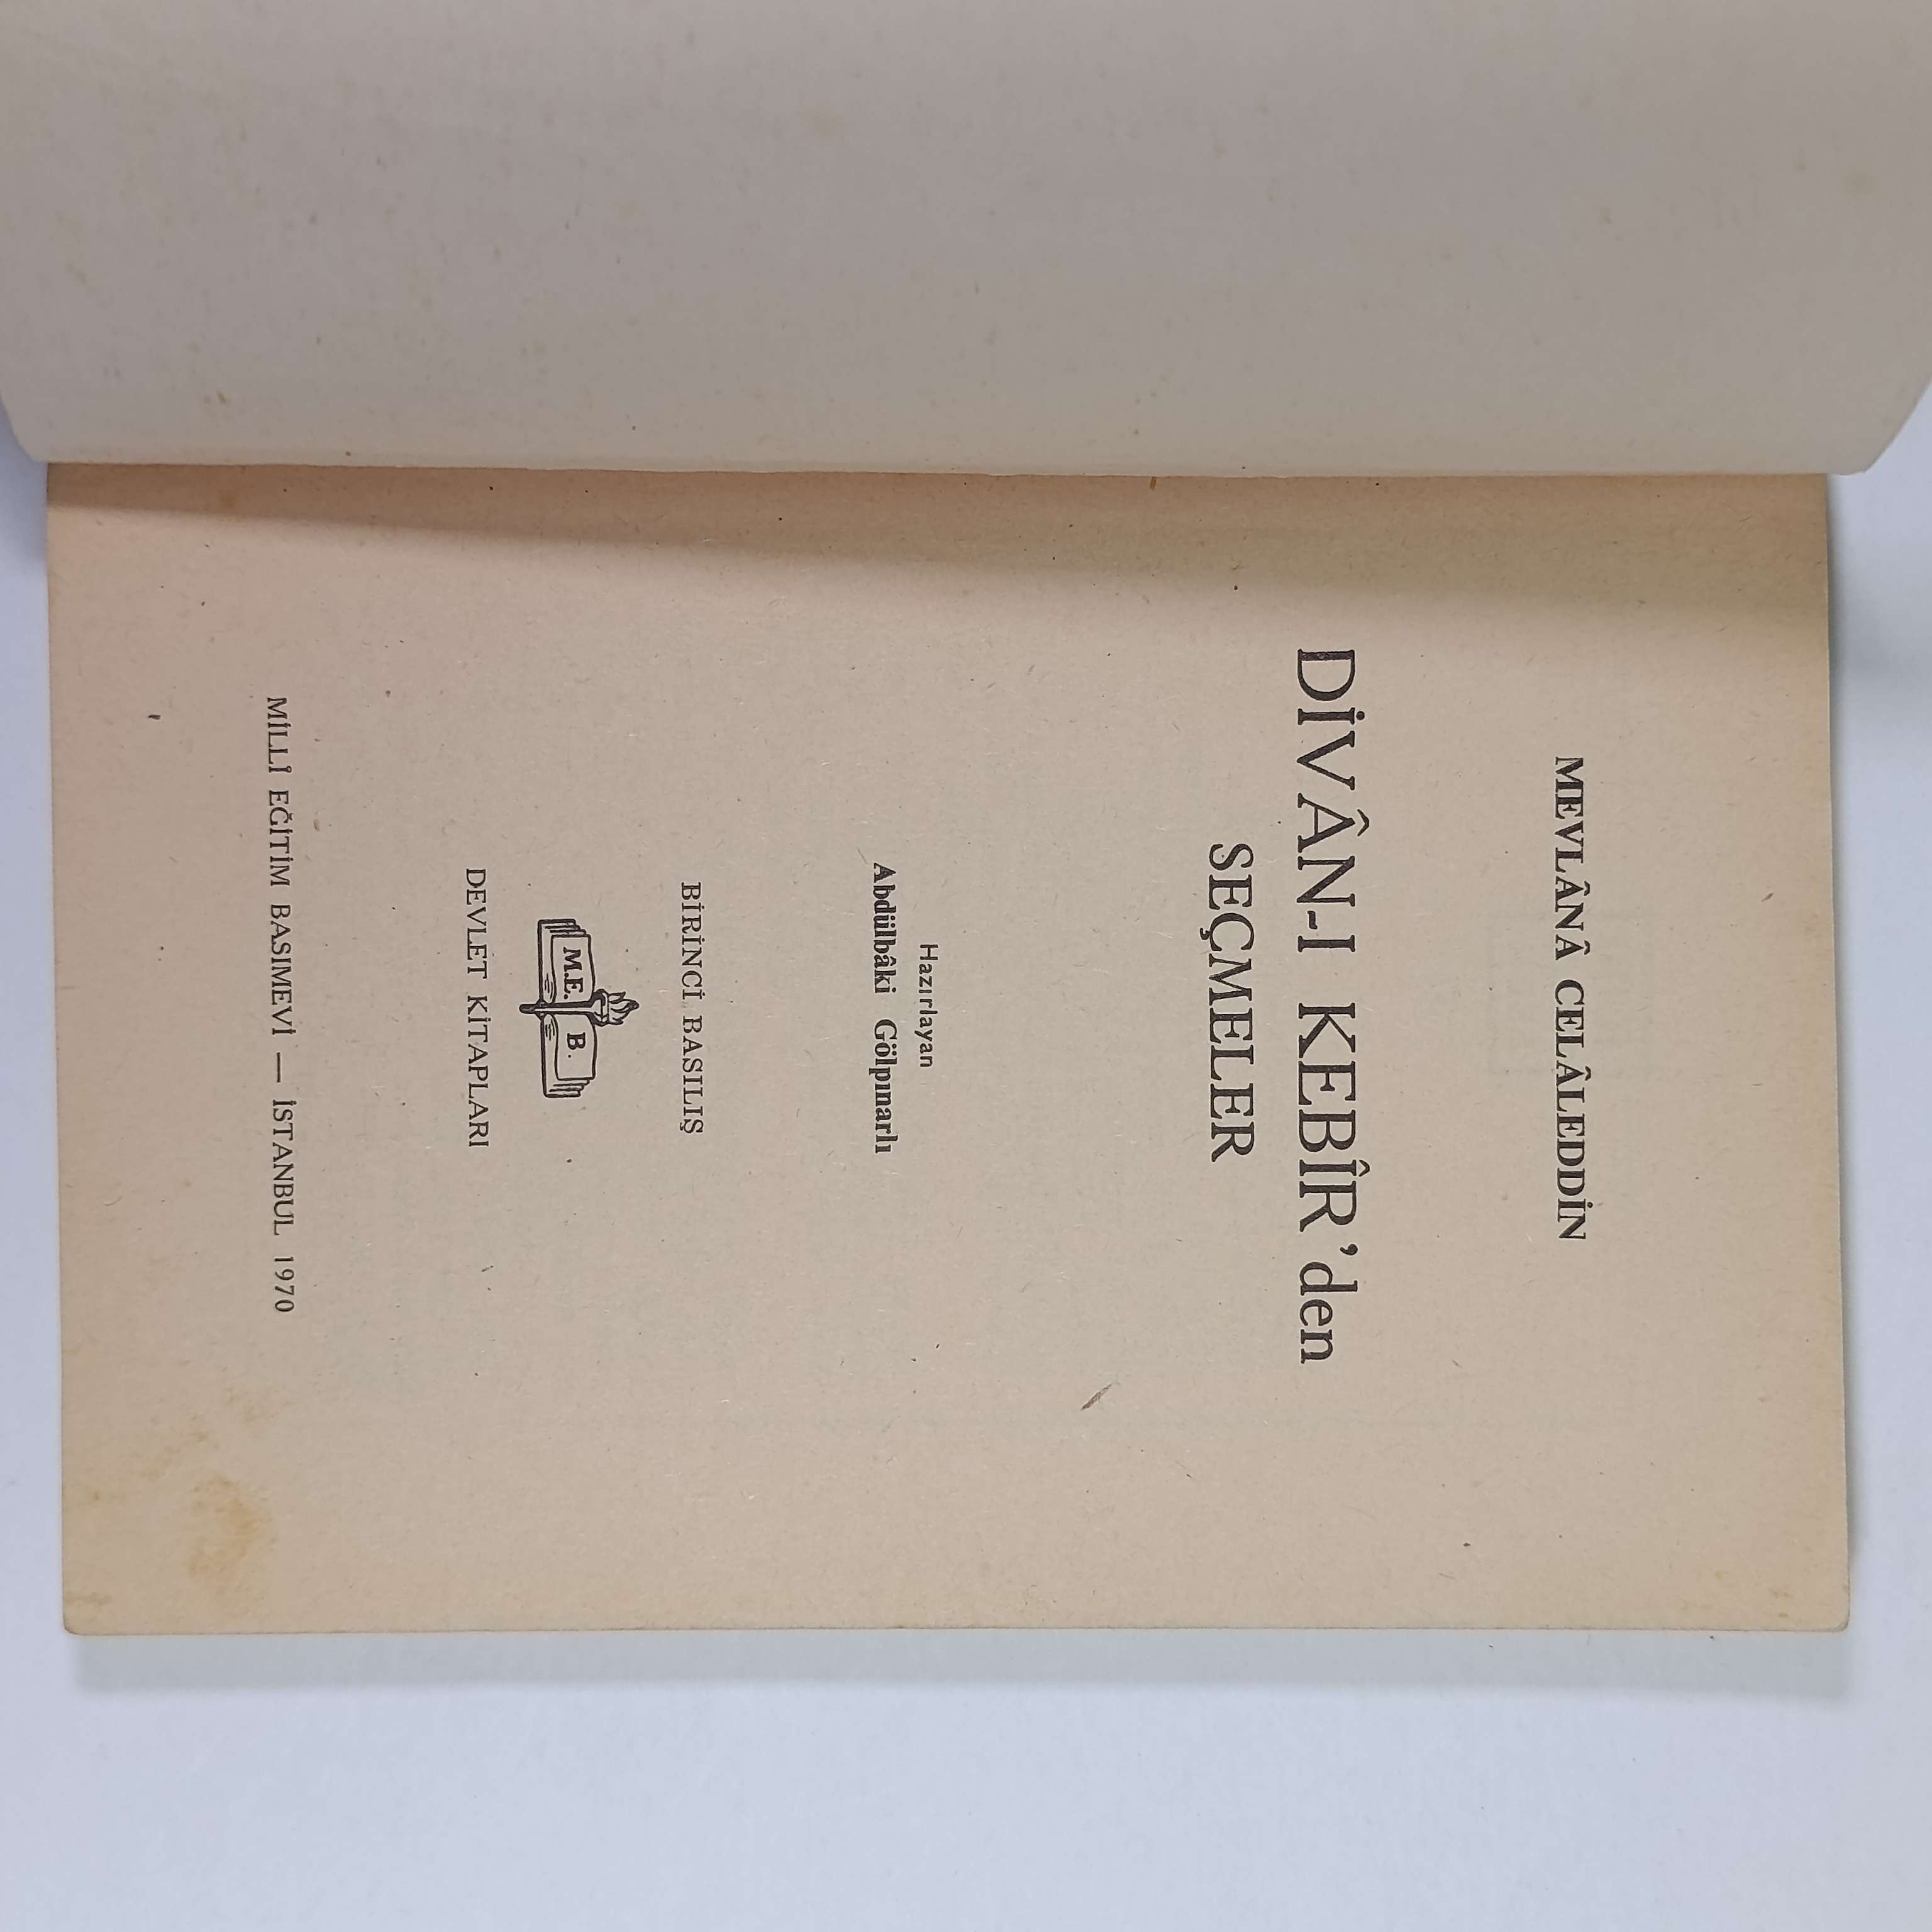 MEVLÂNÂ CELÂLEDDİN
DİVÂN-I KEBÎR'den
SEÇMELER
Hazırlayan
Abdülbâki Gölpınarlı
BİRİNCİ BASILIŞ
M.E. B.
DEVLET KİTAPLARI
MİLLÎ EĞİTİM BASIMEVİ — İSTANBUL 1970